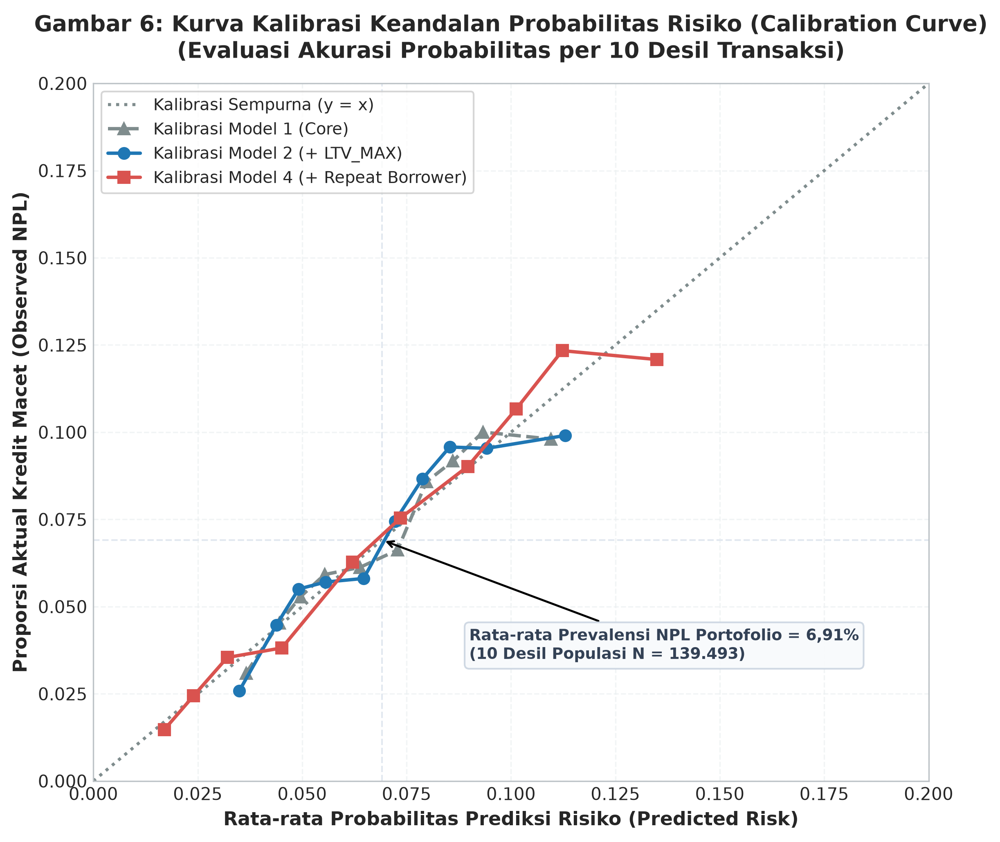 Gambar 6: Kurva Kalibrasi Keandalan Probabilitas Risiko (Calibration Curve)
(Evaluasi Akurasi Probabilitas per 10 Desil Transaksi)
Proporsi Aktual Kredit Macet (Observed NPL)
0.200
0.175
0.150
0.125
0.100
0.075
0.050
0.025
0.000
Kalibrasi Sempurna (y = x)
Kalibrasi Model 1 (Core)
Kalibrasi Model 2 (+ LTV_MAX)
Kalibrasi Model 4 (+ Repeat Borrower)
Rata-rata Prevalensi NPL Portofolio = 6,91%
(10 Desil Populasi N = 139.493)
0.000 0.025 0.050 0.075 0.100 0.125 0.150 0.175 0.200
Rata-rata Probabilitas Prediksi Risiko (Predicted Risk)